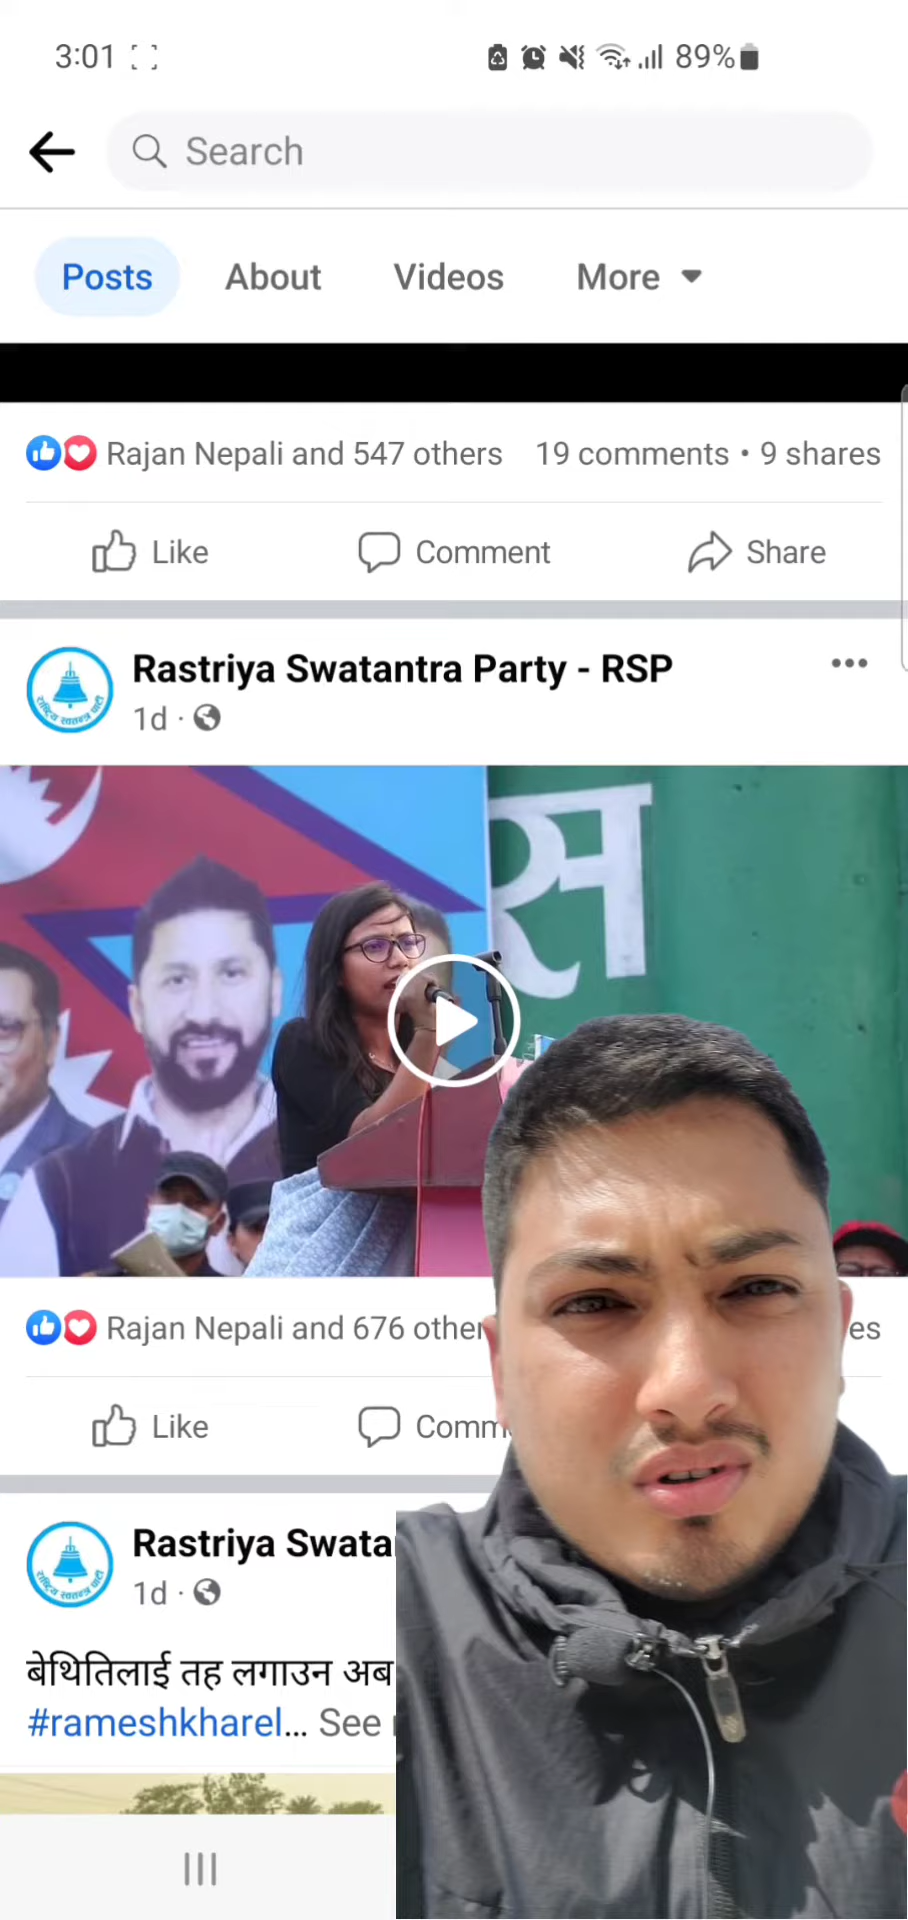 3:01
89%
Search
Posts
About
Videos
More
Rajan Nepali and 547 others
19 comments • 9 shares
Like
Comment
Share
Rastriya Swatantra Party - RSP
1d ·
स
Rajan Nepali and 676 other
es
Like
Comm
Rastriya Swata
1d ·
बेथितिलाई तह लगाउन अब
#rameshkharel... See